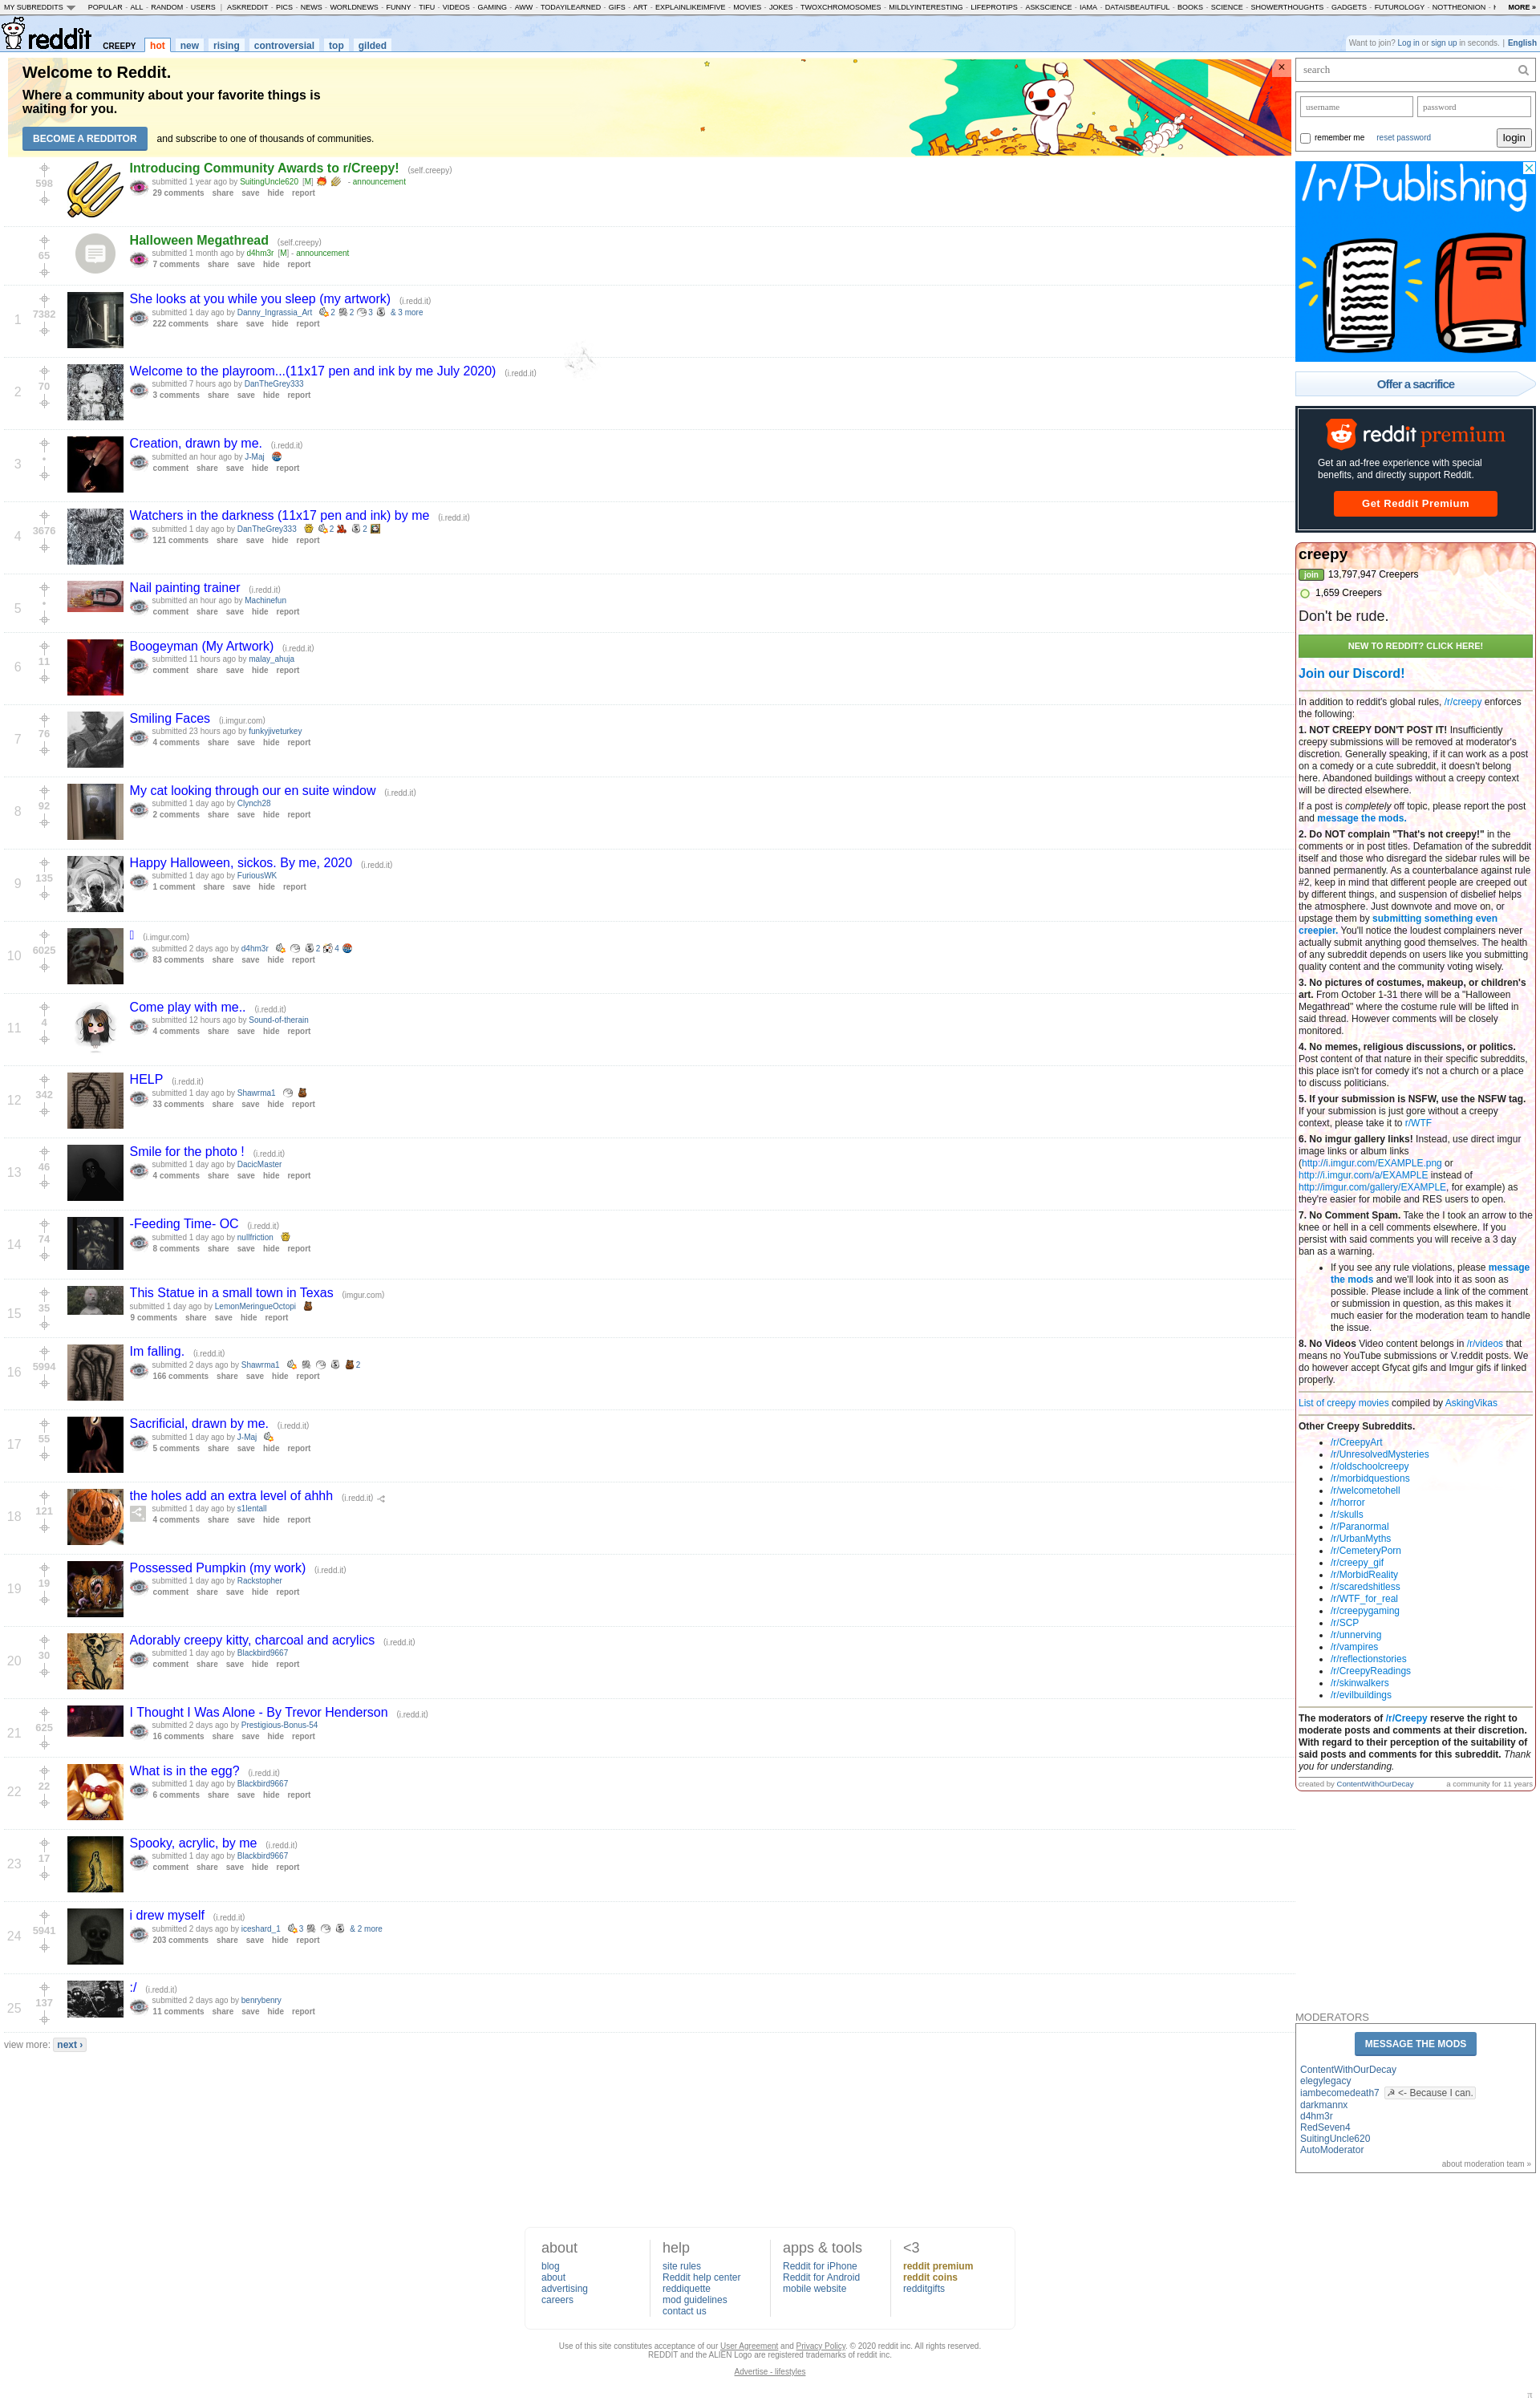 MY SUBREDDITS POPULAR - ALL - RANDOM - USERS | ASKREDDIT - PICS - NEWS - WORLDNEWS - FUNNY - TIFU - VIDEOS - GAMING - AWW - TODAYILEARNED - GIFS - ART - EXPLAINLIKEIMFIVE - MOVIES - JOKES - TWOXCHROMOSOMES - MILDLYINTERESTING - LIFEPROTIPS - ASKSCIENCE - IAMA - DATAISBEAUTIFUL - BOOKS - SCIENCE - SHOWERTHOUGHTS - GADGETS - FUTUROLOGY - NOTTHEONION - MORE »
reddit CREEPY hot new rising controversial top gilded
Want to join? Log in or sign up in seconds. | English
Welcome to Reddit.
Where a community about your favorite things is
waiting for you.
BECOME A REDDITOR and subscribe to one of thousands of communities.
×
598
Introducing Community Awards to r/Creepy! (self.creepy)
submitted 1 year ago by SuitingUncle620 [M] - announcement
29 comments share save hide report
65
Halloween Megathread (self.creepy)
submitted 1 month ago by d4hm3r [M] - announcement
7 comments share save hide report
1 7382
She looks at you while you sleep (my artwork) (i.redd.it)
submitted 1 day ago by Danny_Ingrassia_Art 2 2 3 & 3 more
222 comments share save hide report
2 70
Welcome to the playroom...(11x17 pen and ink by me July 2020) (i.redd.it)
submitted 7 hours ago by DanTheGrey333
3 comments share save hide report
3 •
Creation, drawn by me. (i.redd.it)
submitted an hour ago by J-Maj
comment share save hide report
4 3676
Watchers in the darkness (11x17 pen and ink) by me (i.redd.it)
submitted 1 day ago by DanTheGrey333 2 2
121 comments share save hide report
5 •
Nail painting trainer (i.redd.it)
submitted an hour ago by Machinefun
comment share save hide report
6 11
Boogeyman (My Artwork) (i.redd.it)
submitted 11 hours ago by malay_ahuja
comment share save hide report
7 76
Smiling Faces (i.imgur.com)
submitted 23 hours ago by funkyjiveturkey
4 comments share save hide report
8 92
My cat looking through our en suite window (i.redd.it)
submitted 1 day ago by Clynch28
2 comments share save hide report
9 135
Happy Halloween, sickos. By me, 2020 (i.redd.it)
submitted 1 day ago by FuriousWK
1 comment share save hide report
10 6025
(i.imgur.com)
submitted 2 days ago by d4hm3r 2 4
83 comments share save hide report
11 4
Come play with me.. (i.redd.it)
submitted 12 hours ago by Sound-of-therain
4 comments share save hide report
12 342
HELP (i.redd.it)
submitted 1 day ago by Shawrma1
33 comments share save hide report
13 46
Smile for the photo ! (i.redd.it)
submitted 1 day ago by DacicMaster
4 comments share save hide report
14 74
-Feeding Time- OC (i.redd.it)
submitted 1 day ago by nullfriction
8 comments share save hide report
15 35
This Statue in a small town in Texas (imgur.com)
submitted 1 day ago by LemonMeringueOctopi
9 comments share save hide report
16 5994
Im falling. (i.redd.it)
submitted 2 days ago by Shawrma1 2
166 comments share save hide report
17 55
Sacrificial, drawn by me. (i.redd.it)
submitted 1 day ago by J-Maj
5 comments share save hide report
18 121
the holes add an extra level of ahhh (i.redd.it)
submitted 1 day ago by s1lentall
4 comments share save hide report
19 19
Possessed Pumpkin (my work) (i.redd.it)
submitted 1 day ago by Rackstopher
comment share save hide report
20 30
Adorably creepy kitty, charcoal and acrylics (i.redd.it)
submitted 1 day ago by Blackbird9667
comment share save hide report
21 625
I Thought I Was Alone - By Trevor Henderson (i.redd.it)
submitted 2 days ago by Prestigious-Bonus-54
16 comments share save hide report
22 22
What is in the egg? (i.redd.it)
submitted 1 day ago by Blackbird9667
6 comments share save hide report
23 17
Spooky, acrylic, by me (i.redd.it)
submitted 1 day ago by Blackbird9667
comment share save hide report
24 5941
i drew myself (i.redd.it)
submitted 2 days ago by iceshard_1 3 & 2 more
203 comments share save hide report
25 137
:/ (i.redd.it)
submitted 2 days ago by benrybenry
11 comments share save hide report
view more: next ›
search
username password
remember me reset password login
/r/Publishing
Offer a sacrifice
reddit premium
Get an ad-free experience with special
benefits, and directly support Reddit.
Get Reddit Premium
creepy
join 13,797,947 Creepers
1,659 Creepers
Don't be rude.
NEW TO REDDIT? CLICK HERE!
Join our Discord!
In addition to reddit's global rules, /r/creepy enforces
the following:
1. NOT CREEPY DON'T POST IT! Insufficiently
creepy submissions will be removed at moderator's
discretion. Generally speaking, if it can work as a post
on a comedy or a cute subreddit, it doesn't belong
here. Abandoned buildings without a creepy context
will be directed elsewhere.
If a post is completely off topic, please report the post
and message the mods.
2. Do NOT complain "That's not creepy!" in the
comments or in post titles. Defamation of the subreddit
itself and those who disregard the sidebar rules will be
banned permanently. As a counterbalance against rule
#2, keep in mind that different people are creeped out
by different things, and suspension of disbelief helps
the atmosphere. Just downvote and move on, or
upstage them by submitting something even
creepier. You'll notice the loudest complainers never
actually submit anything good themselves. The health
of any subreddit depends on users like you submitting
quality content and the community voting wisely.
3. No pictures of costumes, makeup, or children's
art. From October 1-31 there will be a "Halloween
Megathread" where the costume rule will be lifted in
said thread. However comments will be closely
monitored.
4. No memes, religious discussions, or politics.
Post content of that nature in their specific subreddits,
this place isn't for comedy it's not a church or a place
to discuss politicians.
5. If your submission is NSFW, use the NSFW tag.
If your submission is just gore without a creepy
context, please take it to r/WTF
6. No imgur gallery links! Instead, use direct imgur
image links or album links
(http://i.imgur.com/EXAMPLE.png or
http://i.imgur.com/a/EXAMPLE instead of
http://imgur.com/gallery/EXAMPLE, for example) as
they're easier for mobile and RES users to open.
7. No Comment Spam. Take the I took an arrow to the
knee or hell in a cell comments elsewhere. If you
persist with said comments you will receive a 3 day
ban as a warning.
• If you see any rule violations, please message
the mods and we'll look into it as soon as
possible. Please include a link of the comment
or submission in question, as this makes it
much easier for the moderation team to handle
the issue.
8. No Videos Video content belongs in /r/videos that
means no YouTube submissions or V.reddit posts. We
do however accept Gfycat gifs and Imgur gifs if linked
properly.
List of creepy movies compiled by AskingVikas
Other Creepy Subreddits.
• /r/CreepyArt
• /r/UnresolvedMysteries
• /r/oldschoolcreepy
• /r/morbidquestions
• /r/welcometohell
• /r/horror
• /r/skulls
• /r/Paranormal
• /r/UrbanMyths
• /r/CemeteryPorn
• /r/creepy_gif
• /r/MorbidReality
• /r/scaredshitless
• /r/WTF_for_real
• /r/creepygaming
• /r/SCP
• /r/unnerving
• /r/vampires
• /r/reflectionstories
• /r/CreepyReadings
• /r/skinwalkers
• /r/evilbuildings
The moderators of /r/Creepy reserve the right to
moderate posts and comments at their discretion.
With regard to their perception of the suitability of
said posts and comments for this subreddit. Thank
you for understanding.
created by ContentWithOurDecay a community for 11 years
MODERATORS
MESSAGE THE MODS
ContentWithOurDecay
elegylegacy
iambecomedeath7 ☭ <- Because I can.
darkmannx
d4hm3r
RedSeven4
SuitingUncle620
AutoModerator
about moderation team »
about
blog
about
advertising
careers
help
site rules
Reddit help center
reddiquette
mod guidelines
contact us
apps & tools
Reddit for iPhone
Reddit for Android
mobile website
<3
reddit premium
reddit coins
redditgifts
Use of this site constitutes acceptance of our User Agreement and Privacy Policy. © 2020 reddit inc. All rights reserved.
REDDIT and the ALIEN Logo are registered trademarks of reddit inc.
Advertise - lifestyles
π